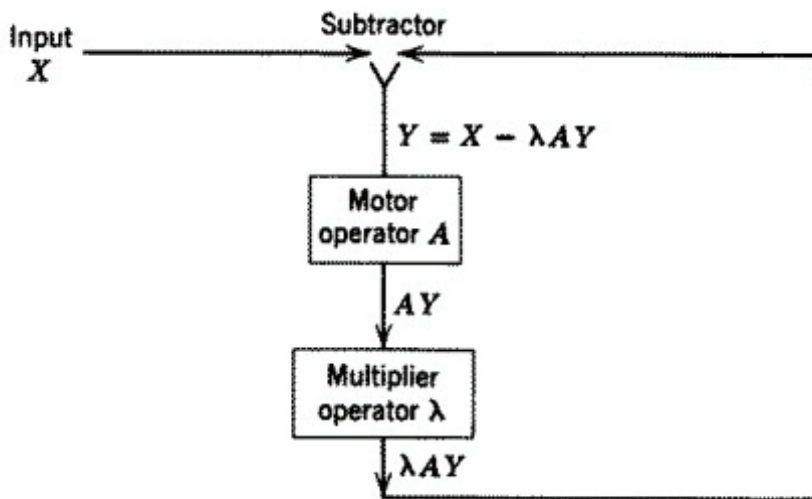 Subtractor
Input
X
Y = X − λAY
Motor
operator A
AY
Multiplier
operator λ
λAY